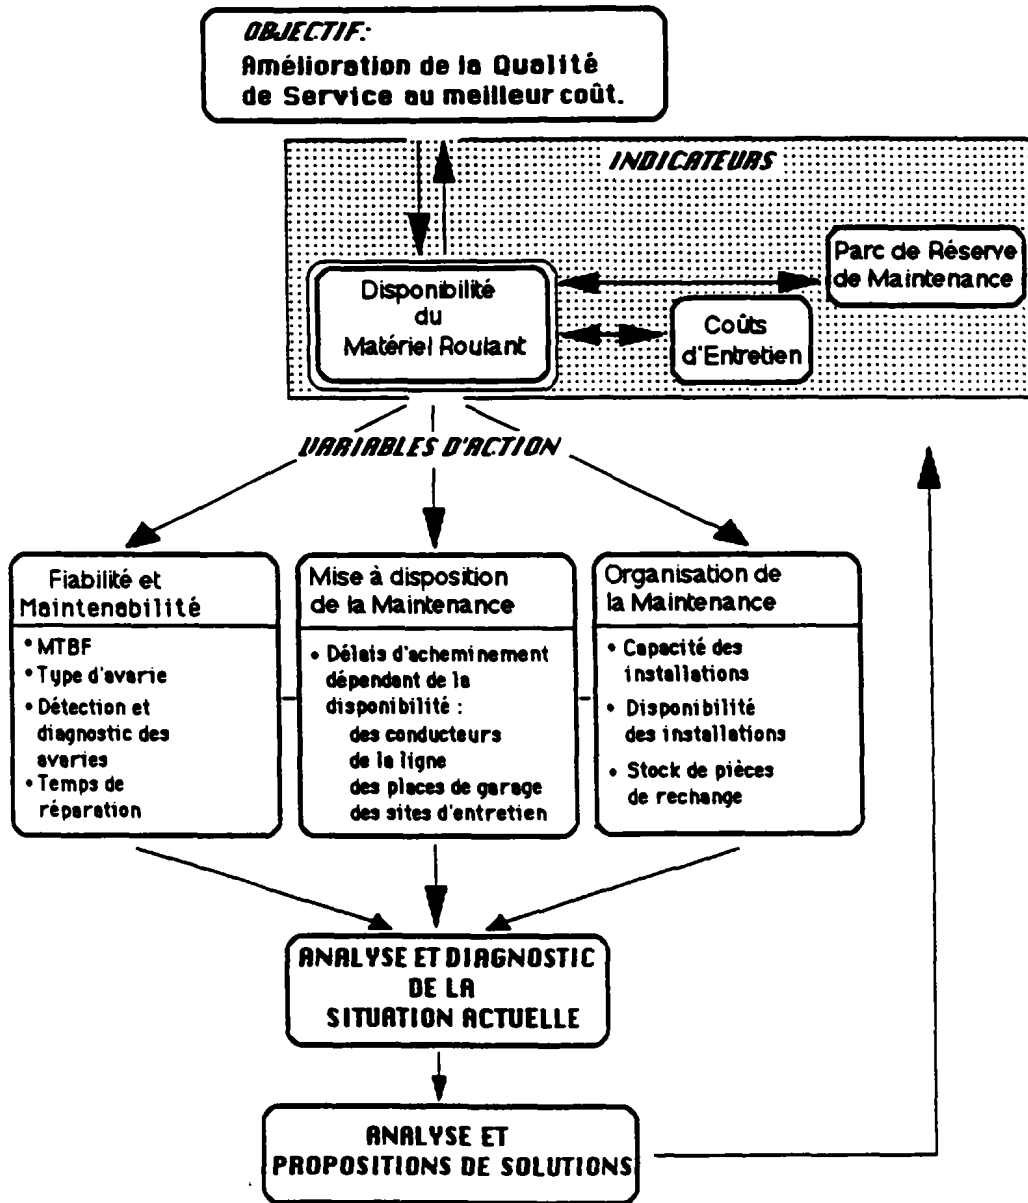 OBJECTIF:
Amélioration de la Qualité
de Service au meilleur coût.
INDICATEURS
Parc de Réserve
de Maintenance
Disponibilité
du
Matériel Roulant
Coûts
d'Entretien
VARIABLES D'ACTION
Fiabilité et
Maintenabilité
• MTBF
• Type d'avarie
• Détection et
diagnostic des
avaries
• Temps de
réparation
Mise à disposition
de la Maintenance
• Délais d'acheminement
dépendant de la
disponibilité :
des conducteurs
de la ligne
des places de garage
des sites d'entretien
Organisation de
la Maintenance
• Capacité des
installations
• Disponibilité
des installations
• Stock de pièces
de rechange
ANALYSE ET DIAGNOSTIC
DE LA
SITUATION ACTUELLE
ANALYSE ET
PROPOSITIONS DE SOLUTIONS